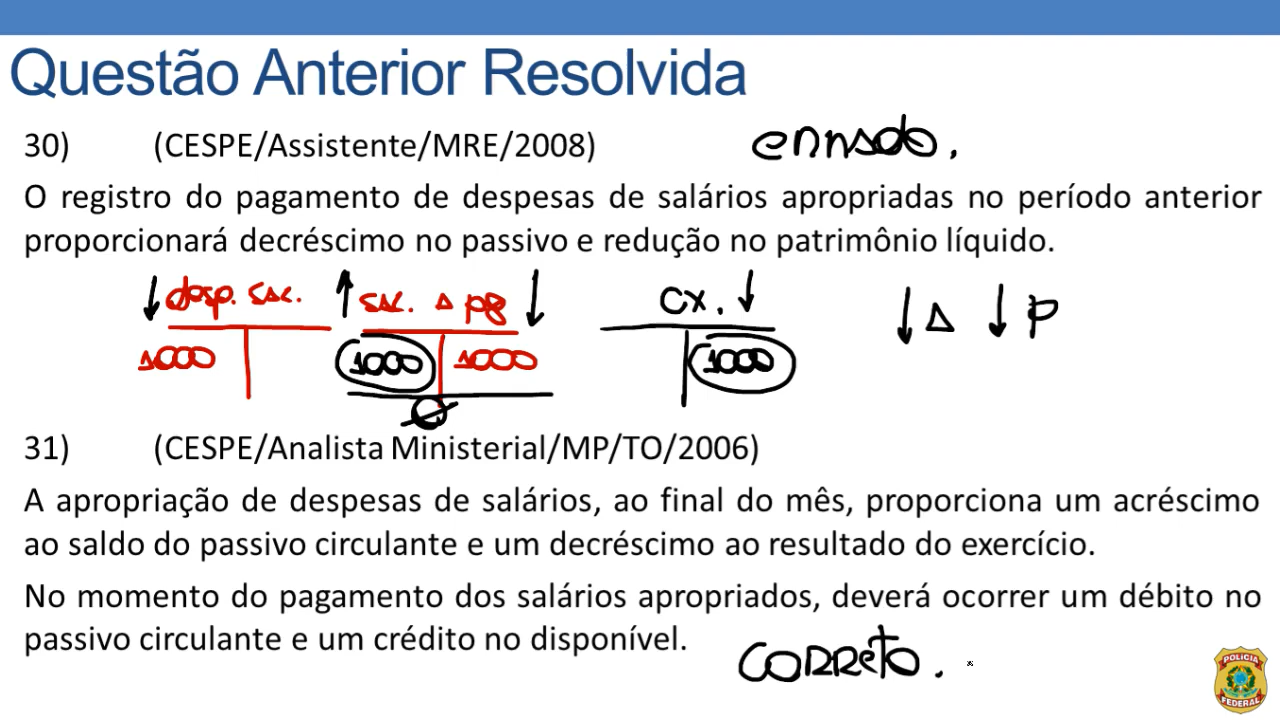 Questão Anterior Resolvida
30) (CESPE/Assistente/MRE/2008) errado.
O registro do pagamento de despesas de salários apropriadas no período anterior
proporcionará decréscimo no passivo e redução no patrimônio líquido.
↓ desp. sal. ↑ sal. a pg ↓ cx. ↓ ↓ A ↓ P
1000 1000 1000 1000
0
31) (CESPE/Analista Ministerial/MP/TO/2006)
A apropriação de despesas de salários, ao final do mês, proporciona um acréscimo
ao saldo do passivo circulante e um decréscimo ao resultado do exercício.
No momento do pagamento dos salários apropriados, deverá ocorrer um débito no
passivo circulante e um crédito no disponível.
correto.
POLÍCIA
FEDERAL